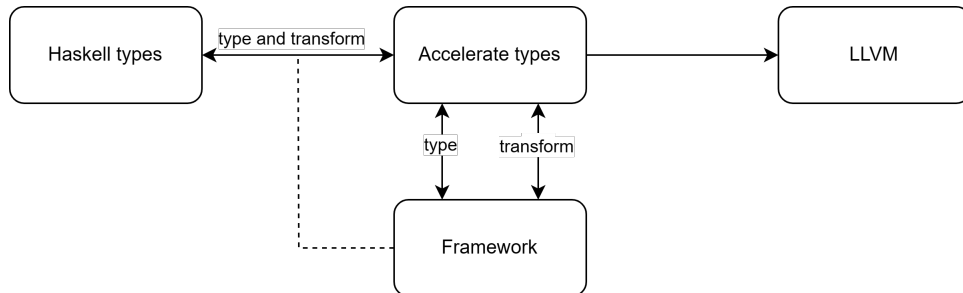 type and transform
Haskell types
Accelerate types
LLVM
type
transform
Framework